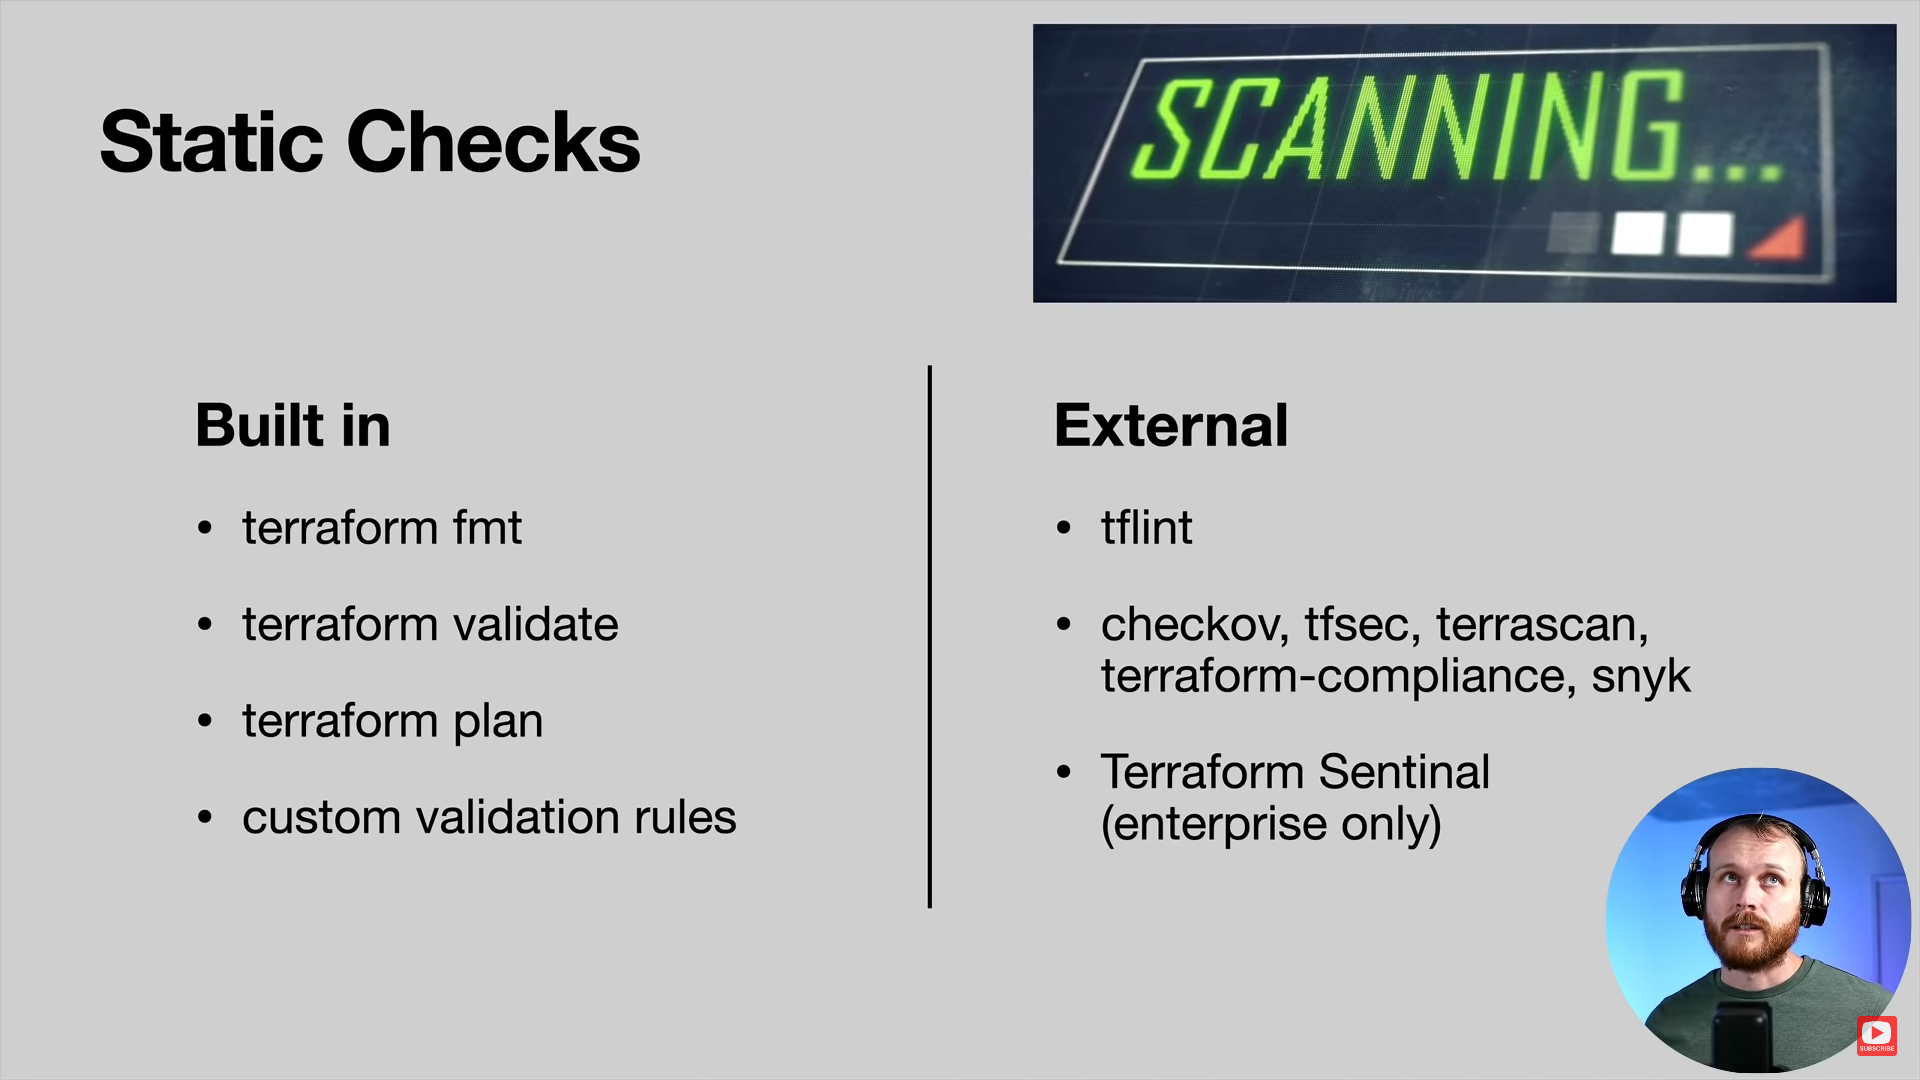 SCANNING...
Static Checks
Built in
• terraform fmt
• terraform validate
• terraform plan
• custom validation rules
External
• tflint
• checkov, tfsec, terrascan,
terraform-compliance, snyk
• Terraform Sentinal
(enterprise only)
SUBSCRIBE